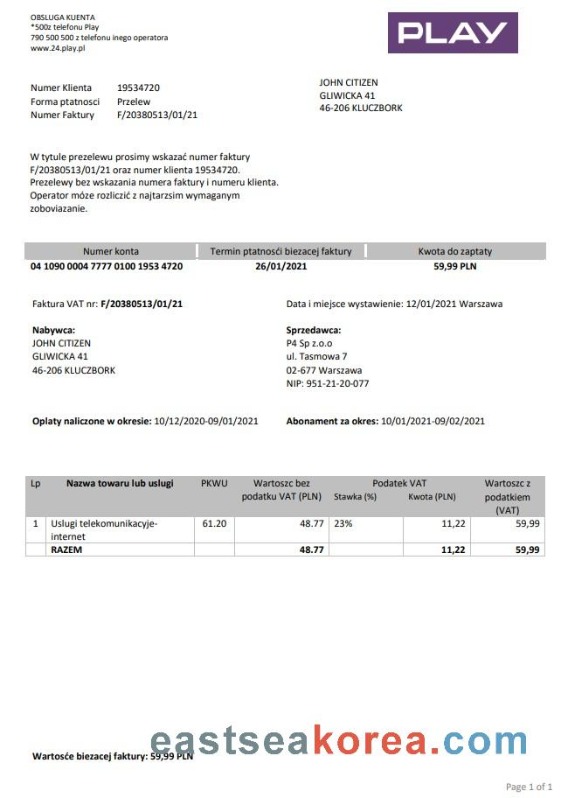 OBSLUGA KUENTA
*500z telefonu Play
790 500 500 z telefonu inego operatora
www.24.play.pl
PLAY
Numer Klienta 19534720
Forma ptatnosci Przelew
Numer Faktury F/20380513/01/21
JOHN CITIZEN
GLIWICKA 41
46-206 KLUCZBORK
W tytule prezelewu prosimy wskazać numer faktury
F/20380513/01/21 oraz numer klienta 19534720.
Prezelewy bez wskazania numera faktury i numeru klienta.
Operator móze rozliczić z najtarzsim wymaganym
zoboviazanie.
Numer konta Termin ptatnosći biezacej faktury Kwota do zaptaty
04 1090 0004 7777 0100 1953 4720 26/01/2021 59,99 PLN
Faktura VAT nr: F/20380513/01/21 Data i miejsce wystawienie: 12/01/2021 Warszawa
Nabywca:
JOHN CITIZEN
GLIWICKA 41
46-206 KLUCZBORK
Sprzedawca:
P4 Sp z.o.o
ul. Tasmowa 7
02-677 Warszawa
NIP: 951-21-20-077
Oplaty naliczone w okresie: 10/12/2020-09/01/2021 Abonament za okres: 10/01/2021-09/02/2021
Lp Nazwa towaru lub uslugi PKWU Wartoszc bez Podatek VAT Wartoszc z
podatku VAT (PLN) Stawka (%) Kwota (PLN) podatkiem
(VAT)
1 Uslugi telekomunikacyje- 61.20 48.77 23% 11,22 59,99
internet
RAZEM 48.77 11,22 59,99
eastseakorea.com
Wartosće biezacej faktury: 59,99 PLN
Page 1 of 1